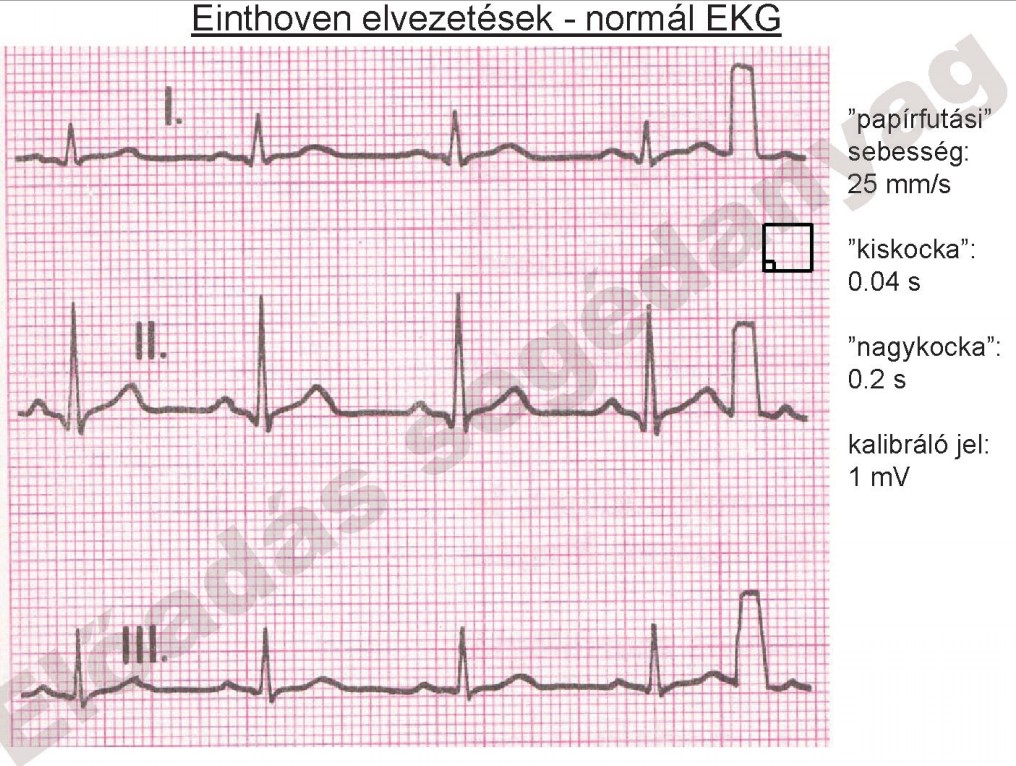 Einthoven elvezetések - normál EKG
I.
II.
III.
”papírfutási”
sebesség:
25 mm/s
”kiskocka”:
0.04 s
”nagykocka”:
0.2 s
kalibráló jel:
1 mV
Előadás segédanyag